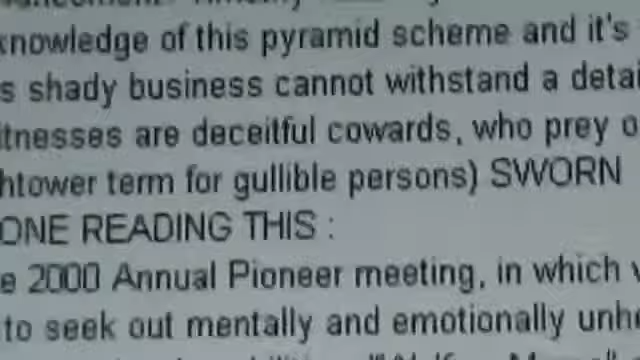 knowledge of this pyramid scheme and it's
s shady business cannot withstand a detai
itnesses are deceitful cowards, who prey o
htower term for gullible persons) SWORN
ONE READING THIS :
e 2000 Annual Pioneer meeting, in which
to seek out mentally and emotionally unhe